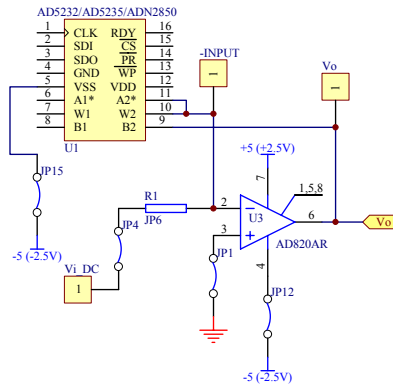 AD5232/AD5235/ADN2850
1 CLK RDY 16
2 SDI CS 15
3 SDO PR 14
4 GND WP 13
5 VSS VDD 12
6 A1* A2* 11
7 W1 W2 10
8 B1 B2 9
U1
-INPUT
1
Vo
1
JP15
-5 (-2.5V)
R1
JP6
JP4
Vi_DC
1
+5 (+2.5V)
7
1,5,8
2
U3
6
Vo
3
AD820AR
JP1
4
JP12
-5 (-2.5V)